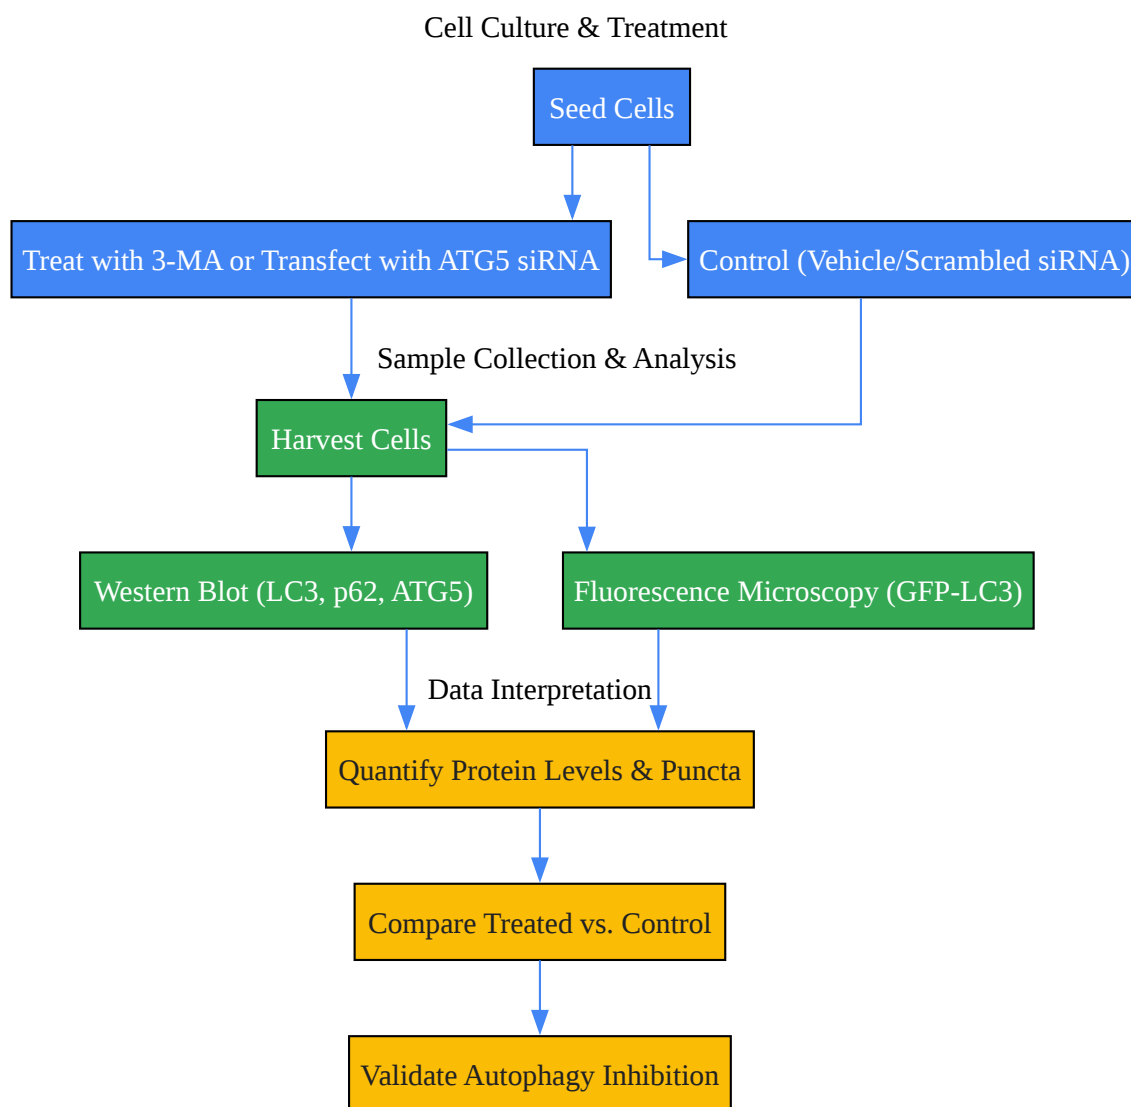 Cell Culture & Treatment
Seed Cells
Treat with 3-MA or Transfect with ATG5 siRNA
Control (Vehicle/Scrambled siRNA)
Sample Collection & Analysis
Harvest Cells
Western Blot (LC3, p62, ATG5)
Fluorescence Microscopy (GFP-LC3)
Data Interpretation
Quantify Protein Levels & Puncta
Compare Treated vs. Control
Validate Autophagy Inhibition